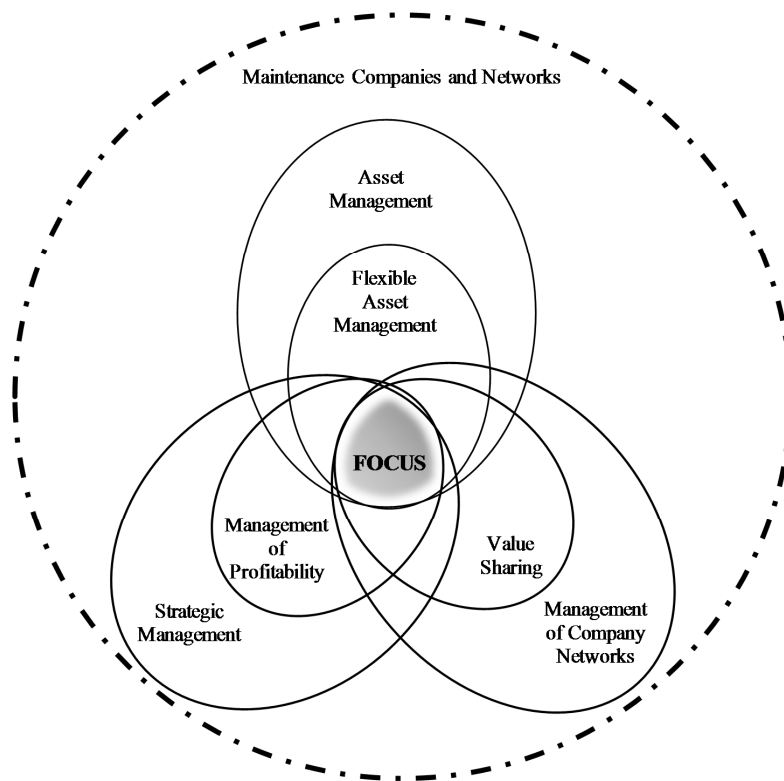 Maintenance Companies and Networks
Asset
Management
Flexible
Asset
Management
FOCUS
Management
of
Profitability
Value
Sharing
Strategic
Management
Management
of Company
Networks